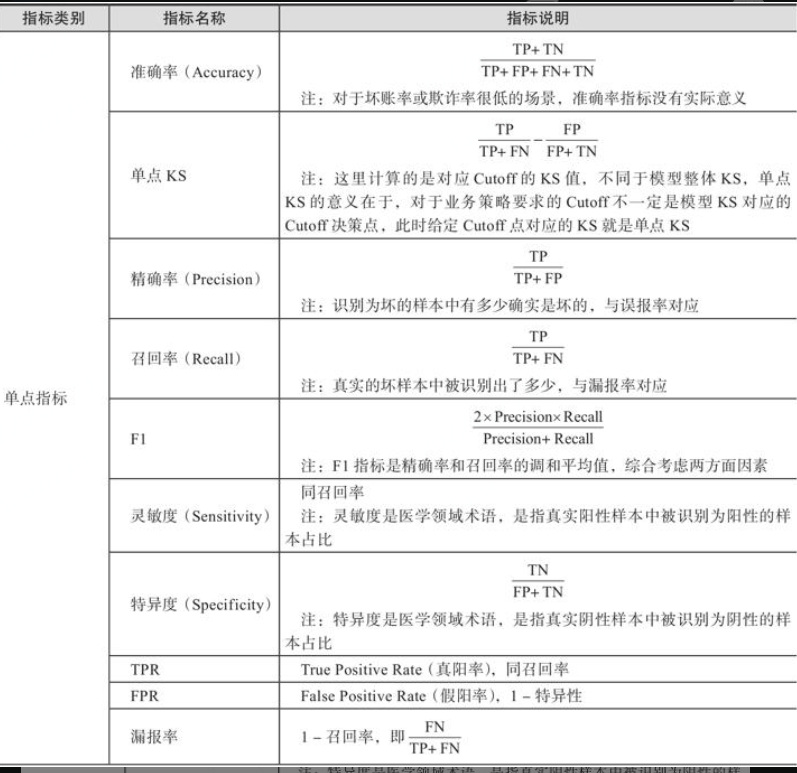 指标类别 指标名称 指标说明
单点指标
准确率（Accuracy）
TP+ TN
TP+ FP+ FN+ TN
注：对于坏账率或欺诈率很低的场景，准确率指标没有实际意义
单点 KS
TP FP
TP+ FN − FP+ TN
注：这里计算的是对应 Cutoff 的 KS 值，不同于模型整体 KS，单点
KS 的意义在于，对于业务策略要求的 Cutoff 不一定是模型 KS 对应的
Cutoff 决策点，此时给定 Cutoff 点对应的 KS 就是单点 KS
精确率（Precision）
TP
TP+ FP
注：识别为坏的样本中有多少确实是坏的，与误报率对应
召回率（Recall）
TP
TP+ FN
注：真实的坏样本中被识别出了多少，与漏报率对应
F1
2×Precision×Recall
Precision+ Recall
注：F1 指标是精确率和召回率的调和平均值，综合考虑两方面因素
灵敏度（Sensitivity）
同召回率
注：灵敏度是医学领域术语，是指真实阳性样本中被识别为阳性的样
本占比
特异度（Specificity）
TN
FP+ TN
注：特异度是医学领域术语，是指真实阴性样本中被识别为阴性的样
本占比
TPR True Positive Rate（真阳率），同召回率
FPR False Positive Rate（假阳率），1 − 特异性
漏报率
1 − 召回率，即
FN
TP+ FN